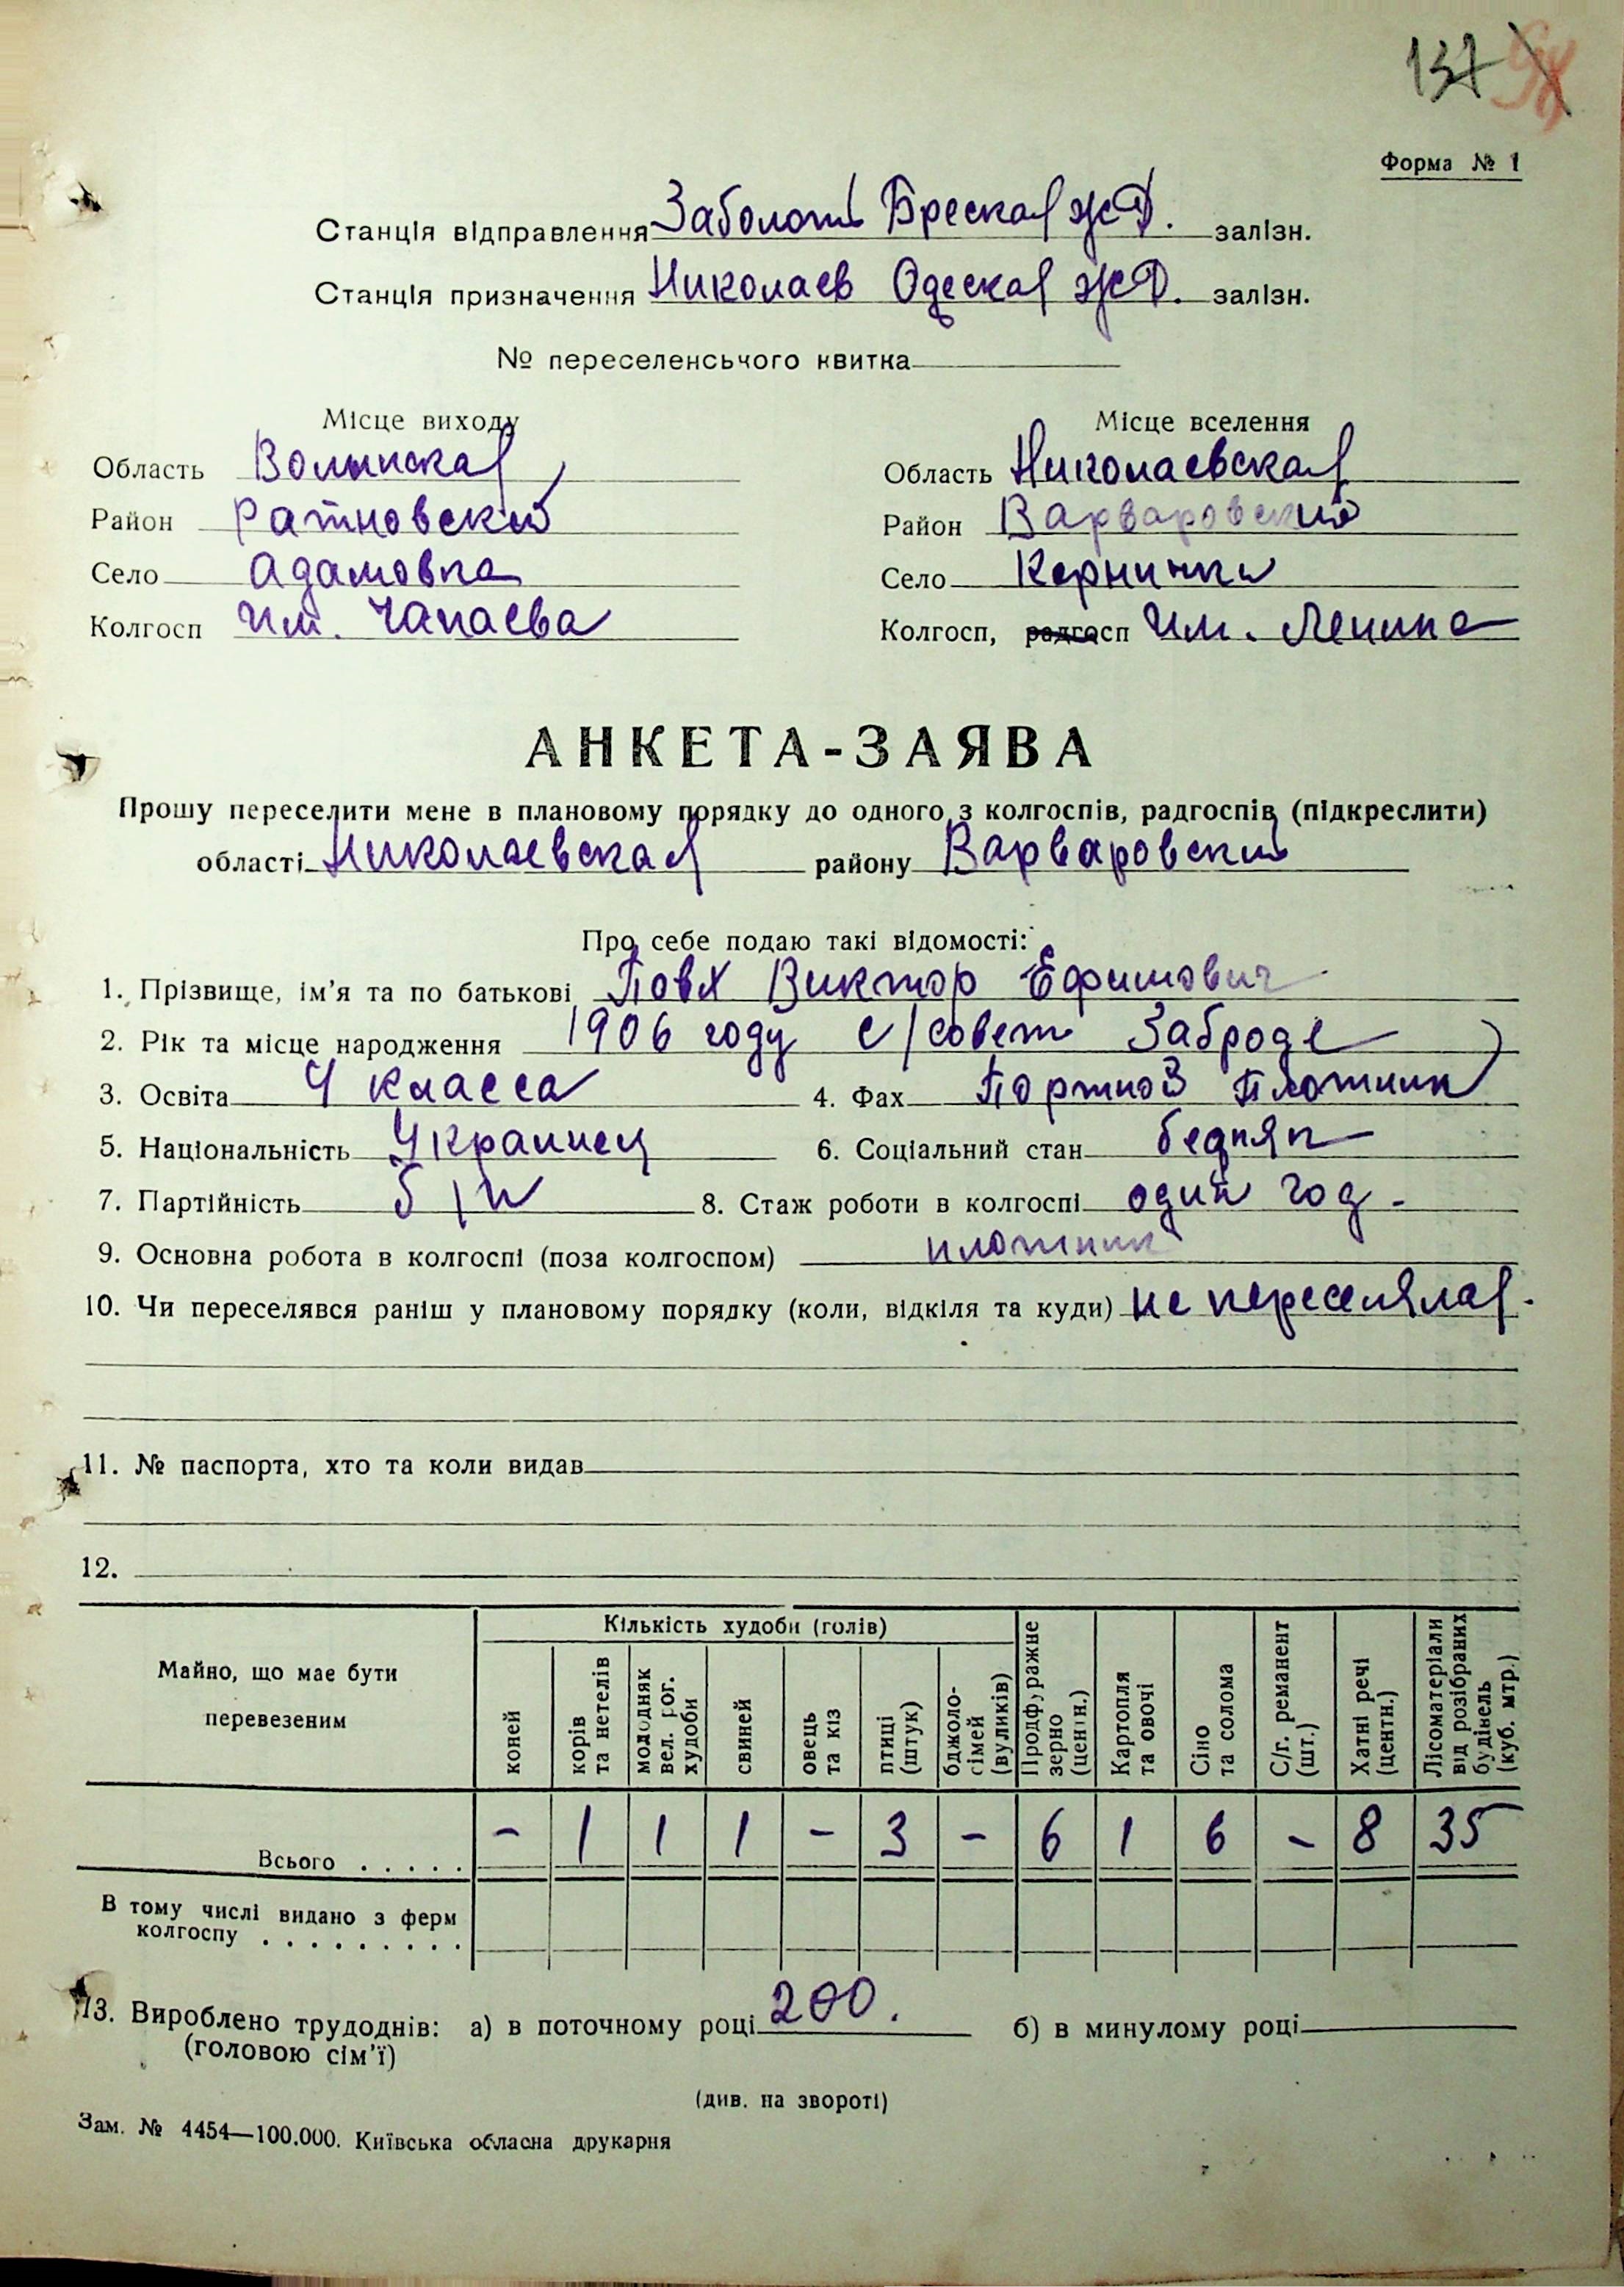 137 98
Форма № 1
Станція відправлення Заболоть Бреская ж Д. залізн.
Станція призначення Николаев Одеская ж Д. залізн.
№ переселенсьчого квитка
Місце виходу
Місце вселення
Область Волынская
Область Николаевская
Район Ратновский
Район Варваровский
Село Адамовка
Село
Колгосп Им. Чапаева
Колгосп, радгосп Им. Ленина
АНКЕТА-ЗАЯВА
Прошу переселити мене в плановому порядку до одного з колгоспів, радгоспів (підкреслити)
області Николаевская району Варваровский
Про себе подаю такі відомості:
1. Прізвище, ім'я та по батькові Повх Виктор Ефимович
2. Рік та місце народження 1906 году с/совет Заброде
3. Освіта 4 класса 4. Фах Портной Плотник
5. Національність Украинец 6. Соціальний стан бедняк
7. Партійність б/п 8. Стаж роботи в колгоспі один год.
9. Основна робота в колгоспі (поза колгоспом) плотник
10. Чи переселявся раніш у плановому порядку (коли, відкіля та куди) не переселялся.
11. № паспорта, хто та коли видав
12.
Майно, що має бути перевезеним
Кількість худоби (голів)
коней
корів та нетелів
молодняк вел. рог. худоби
свиней
овець та кіз
птиці (штук)
бджоло-сімей (вуликів)
Продфуражне зерно (центн.)
Картопля та овочі
Сіно та солома
С/г. реманент (шт.)
Хатні речі (центн.)
Лісоматеріали від розібраних будівель (куб. мтр.)
Всього . . . . . - 1 1 1 - 3 - 6 1 6 - 8 35
В тому числі видано з ферм
колгоспу . . . . . . . . .
13. Вироблено трудоднів: а) в поточному році 200. б) в минулому році
(головою сім'ї)
(див. на звороті)
Зам. № 4454—100.000. Київська обласна друкарня